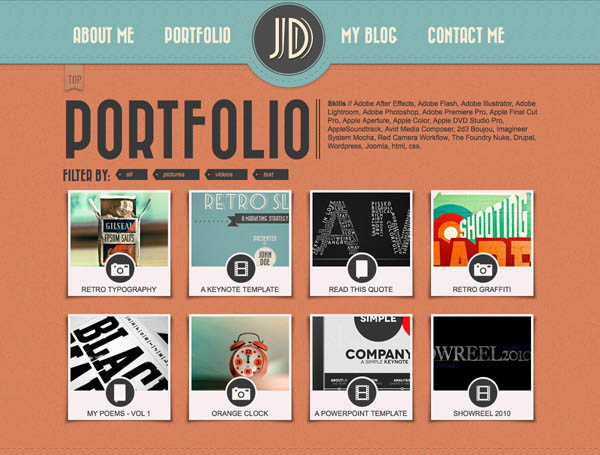 ABOUT ME
PORTFOLIO
JD
MY BLOG
CONTACT ME
TOP
PORTFOLIO
Skills // Adobe After Effects, Adobe Flash, Adobe Illustrator, Adobe
Lightroom, Adobe Photoshop, Adobe Premiere Pro, Apple Final Cut
Pro, Apple Aperture, Apple Color, Apple DVD Studio Pro,
AppleSoundtrack, Avid Media Composer, 2d3 Boujou, Imagineer
System Mocha, Red Camera Workflow, The Foundry Nuke, Drupal,
Wordpress, Joomla, html, css.
FILTER BY:
all
pictures
videos
text
GILSEAL
EPSOM SALTS
RETRO TYPOGRAPHY
RETRO SL
A MARKETING STRATEGY
PRESENTED
JOHN
DOE
A KEYNOTE TEMPLATE
READ THIS QUOTE
SHOOTING
RETRO GRAFFITI
BLAC
MY POEMS - VOL 1
ORANGE CLOCK
SIMPLE
COMPANY
A SIMPLE KEYNOTE
A POWERPOINT TEMPLATE
OWREEL 2010
SHOWREEL 2010